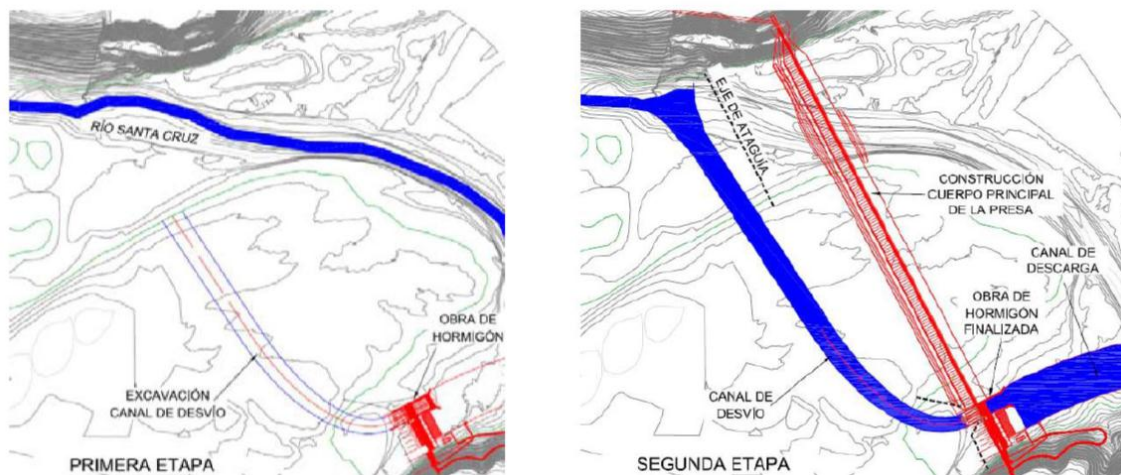 RÍO SANTA CRUZ
OBRA DE
HORMIGÓN
EXCAVACIÓN
CANAL DE DESVÍO
PRIMERA ETAPA
EJE DE ATAGUÍA
CONSTRUCCIÓN
CUERPO PRINCIPAL
DE LA PRESA
CANAL DE
DESCARGA
OBRA DE
HORMIGÓN
FINALIZADA
CANAL DE
DESVÍO
SEGUNDA ETAPA